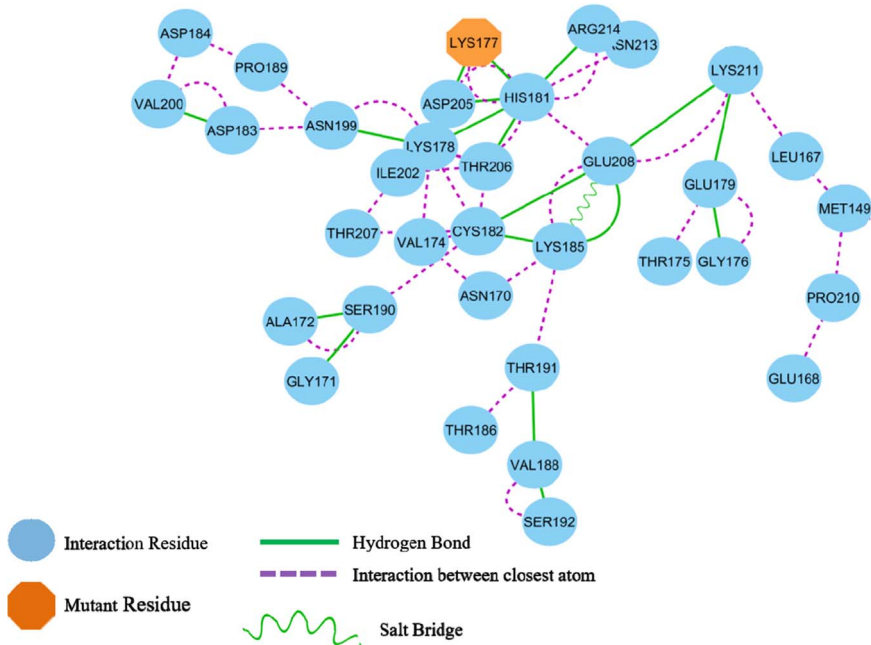 ASP184
LYS177
ARG214
ASN213
PRO189
LYS211
VAL200
ASP205
HIS181
ASP183
ASN199
LYS178
THR206
GLU208
LEU167
ILE202
GLU179
MET149
THR207
VAL174
CYS182
LYS185
THR175
GLY176
ASN170
PRO210
SER190
ALA172
GLY171
THR191
GLU168
THR186
VAL188
SER192
Interaction Residue
Hydrogen Bond
Interaction between closest atom
Mutant Residue
Salt Bridge